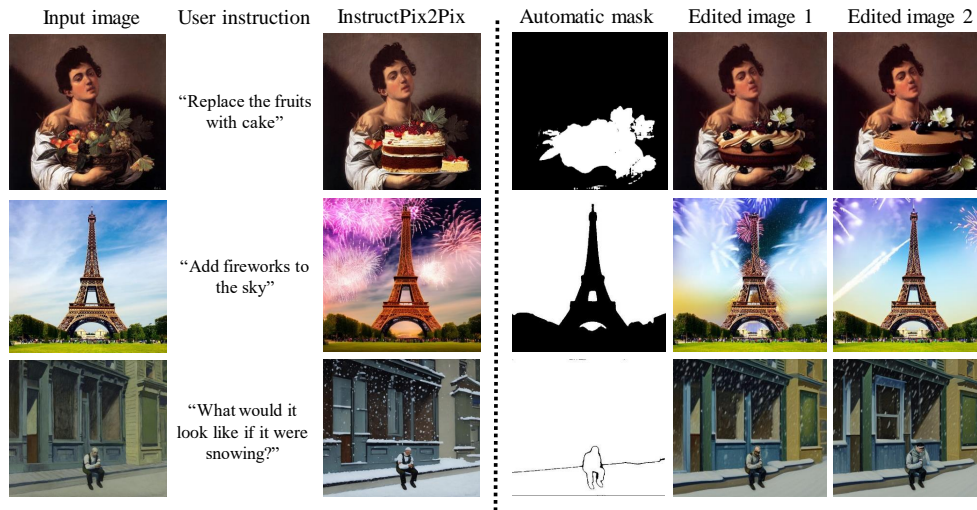 Input image
User instruction
InstructPix2Pix
Automatic mask
Edited image 1
Edited image 2
“Replace the fruits
with cake”
“Add fireworks to
the sky”
“What would it
look like if it were
snowing?”